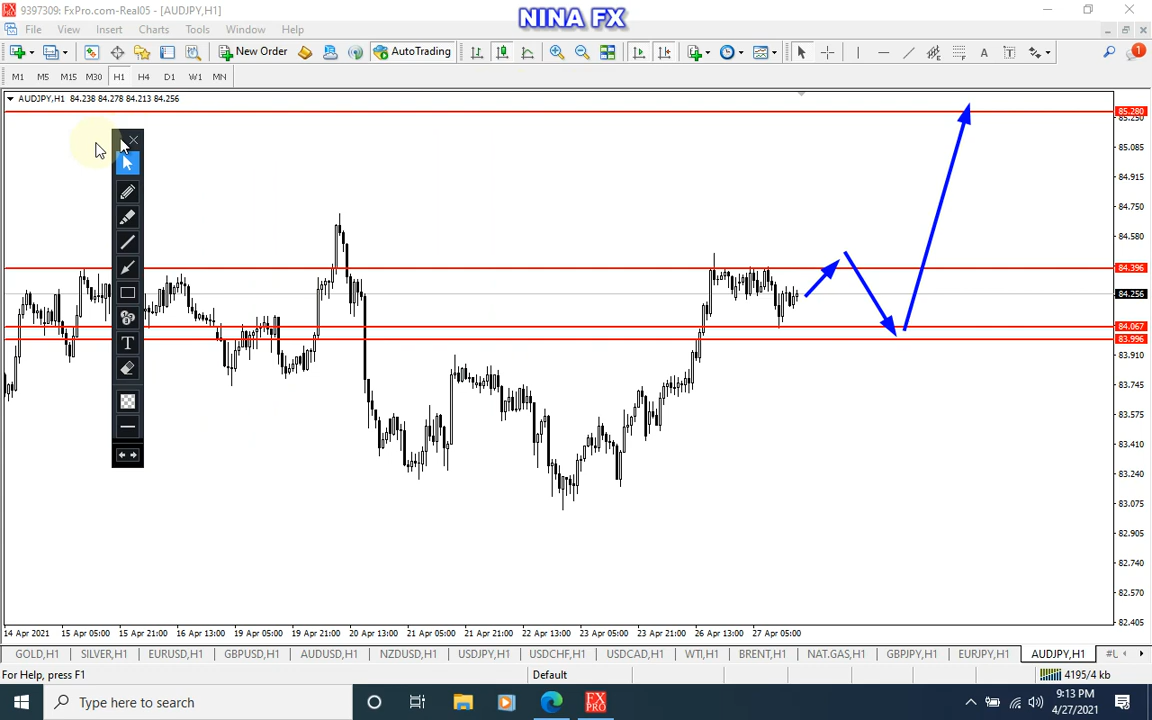 9397309: FxPro.com-Real05 - [AUDJPY,H1]
NINA FX
File View Insert Charts Tools Window Help
New Order AutoTrading
A T 1
M1 M5 M15 M30 H1 H4 D1 W1 MN
AUDJPY,H1 84.238 84.278 84.213 84.256
85.280
85.250
85.085
84.915
84.750
84.580
84.396
84.256
84.067
83.996
83.910
83.745
83.575
83.410
83.240
83.075
82.905
82.740
82.570
82.405
T
14 Apr 2021 15 Apr 05:00 15 Apr 21:00 16 Apr 13:00 19 Apr 05:00 19 Apr 21:00 20 Apr 13:00 21 Apr 05:00 21 Apr 21:00 22 Apr 13:00 23 Apr 05:00 23 Apr 21:00 26 Apr 13:00 27 Apr 05:00
GOLD,H1 SILVER,H1 EURUSD,H1 GBPUSD,H1 AUDUSD,H1 NZDUSD,H1 USDJPY,H1 USDCHF,H1 USDCAD,H1 WTI,H1 BRENT,H1 NAT.GAS,H1 GBPJPY,H1 EURJPY,H1 AUDJPY,H1 #L
For Help, press F1 Default 4195/4 kb
Type here to search
FX PRO
9:13 PM
4/27/2021